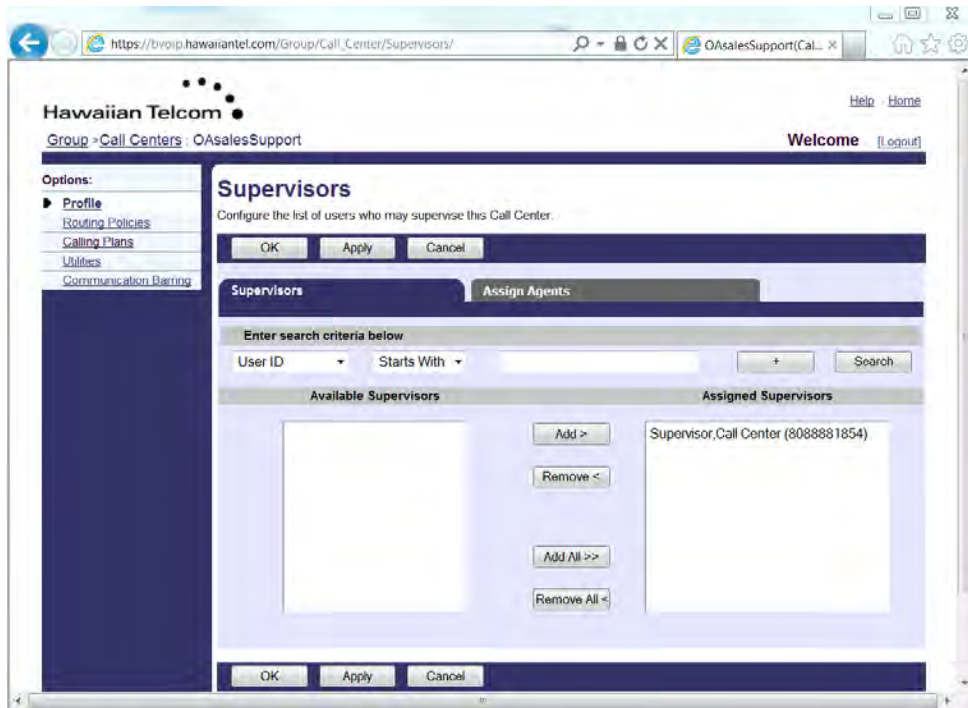 https://bvoip.hawaiiantel.com/Group/Call_Center/Supervisors/ OAsalesSupport(Cal...
Hawaiian Telcom
Help Home
Group >Call Centers : OAsalesSupport Welcome [Logout]
Options:
Profile
Routing Policies
Calling Plans
Utilities
Communication Barring
Supervisors
Configure the list of users who may supervise this Call Center.
OK Apply Cancel
Supervisors Assign Agents
Enter search criteria below
User ID Starts With + Search
Available Supervisors Assigned Supervisors
Add > Supervisor,Call Center (8088881854)
Remove <
Add All >>
Remove All <
OK Apply Cancel